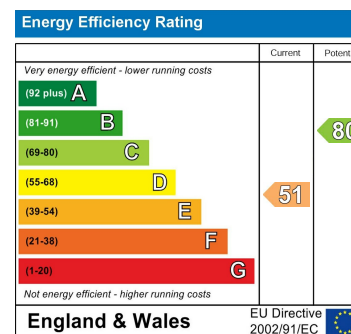 Energy Efficiency Rating
Current Potent
Very energy efficient - lower running costs
(92 plus) A
(81-91) B
80
(69-80) C
(55-68) D
51
(39-54) E
(21-38) F
(1-20) G
Not energy efficient - higher running costs
England & Wales
EU Directive
2002/91/EC